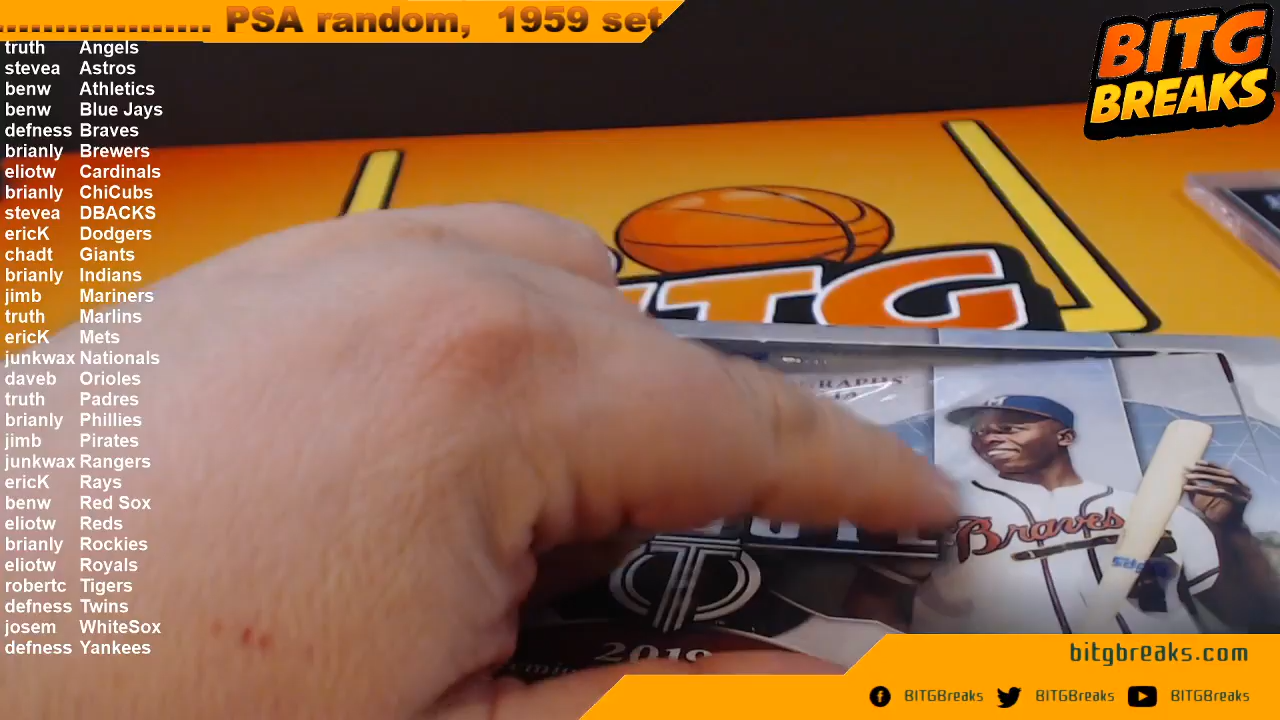 ................. PSA random, 1959 set
BITG
BREAKS
truth Angels
stevea Astros
benw Athletics
benw Blue Jays
defness Braves
brianly Brewers
eliotw Cardinals
brianly ChiCubs
stevea DBACKS
ericK Dodgers
chadt Giants
brianly Indians
jimb Mariners
truth Marlins
ericK Mets
junkwax Nationals
daveb Orioles
truth Padres
brianly Phillies
jimb Pirates
junkwax Rangers
ericK Rays
benw Red Sox
eliotw Reds
brianly Rockies
eliotw Royals
robertc Tigers
defness Twins
josem WhiteSox
defness Yankees
Braves
2019
bitgbreaks.com
BITGBreaks BITGBreaks BITGBreaks